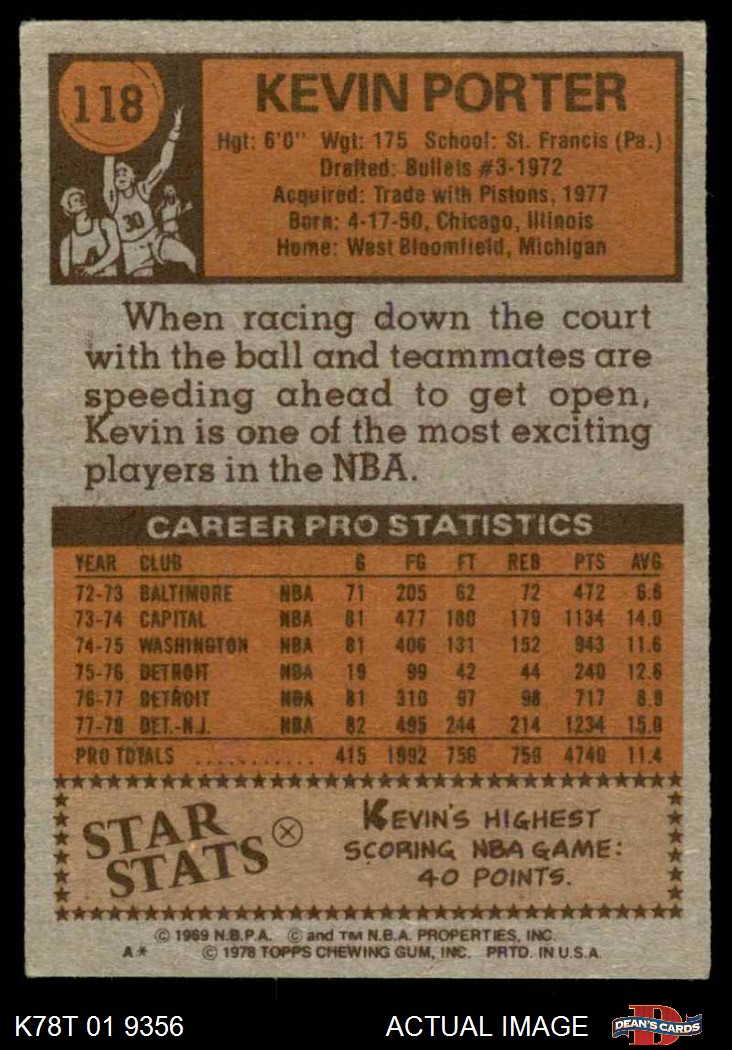 118
KEVIN PORTER
Hgt: 6'0" Wgt: 175 School: St. Francis (Pa.)
Drafted: Bullets #3-1972
Acquired: Trade with Pistons, 1977
Born: 4-17-50, Chicago, Illinois
Home: West Bloomfield, Michigan
30
When racing down the court
with the ball and teammates are
speeding ahead to get open,
Kevin is one of the most exciting
players in the NBA.
CAREER PRO STATISTICS
YEAR CLUB G FG FT REB PTS AVG
72-73 BALTIMORE NBA 71 205 62 72 472 6.6
73-74 CAPITAL NBA 81 477 180 179 1134 14.0
74-75 WASHINGTON NBA 81 406 131 152 943 11.6
75-76 DETROIT NBA 19 99 42 44 240 12.6
76-77 DETROIT NBA 81 310 97 98 717 8.9
77-78 DET.-N.J. NBA 82 495 244 214 1234 15.0
PRO TOTALS ........... 415 1992 756 759 4740 11.4
STAR
STATS
KEVIN'S HIGHEST
SCORING NBA GAME:
40 POINTS.
© 1969 N.B.P.A. © and TM N.B.A. PROPERTIES, INC.
A* © 1978 TOPPS CHEWING GUM, INC. PRTD. IN U.S.A.
K78T 01 9356 ACTUAL IMAGE DEAN'S CARDS